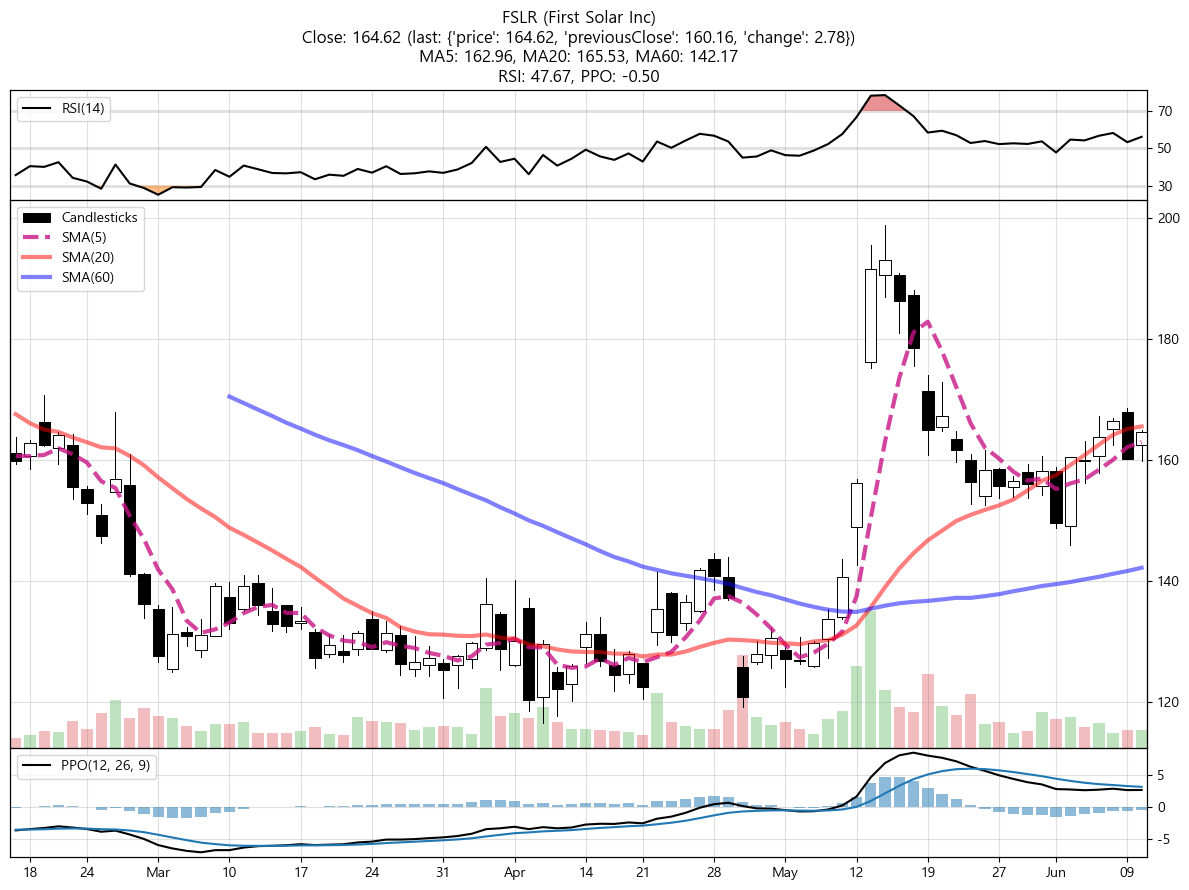 FSLR (First Solar Inc)
Close: 164.62 (last: {'price': 164.62, 'previousClose': 160.16, 'change': 2.78})
MA5: 162.96, MA20: 165.53, MA60: 142.17
RSI: 47.67, PPO: -0.50
RSI(14)
70
50
30
Candlesticks
SMA(5)
SMA(20)
SMA(60)
200
180
160
140
120
PPO(12, 26, 9)
5
0
-5
18 24 Mar 10 17 24 31 Apr 14 21 28 May 12 19 27 Jun 09